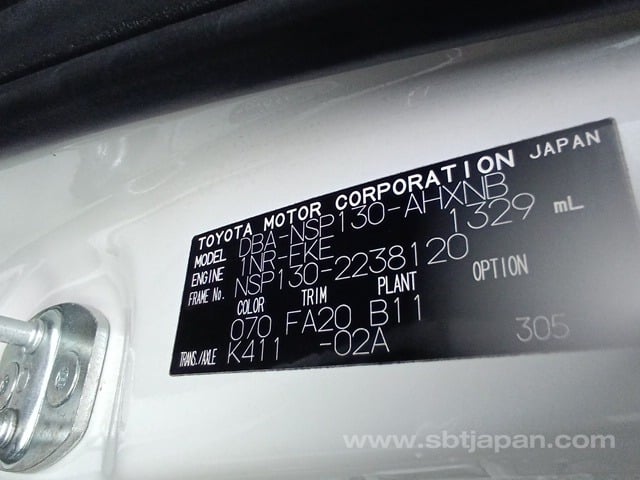 TOYOTA MOTOR CORPORATION JAPAN
MODEL DBA-NSP130-AHXNB
ENGINE 1NR-FKE 1329 mL
FRAME No. NSP130-2238120
COLOR TRIM PLANT OPTION
070 FA20 B11
TRANS./AXLE K411 -02A 305
www.sbtjapan.com